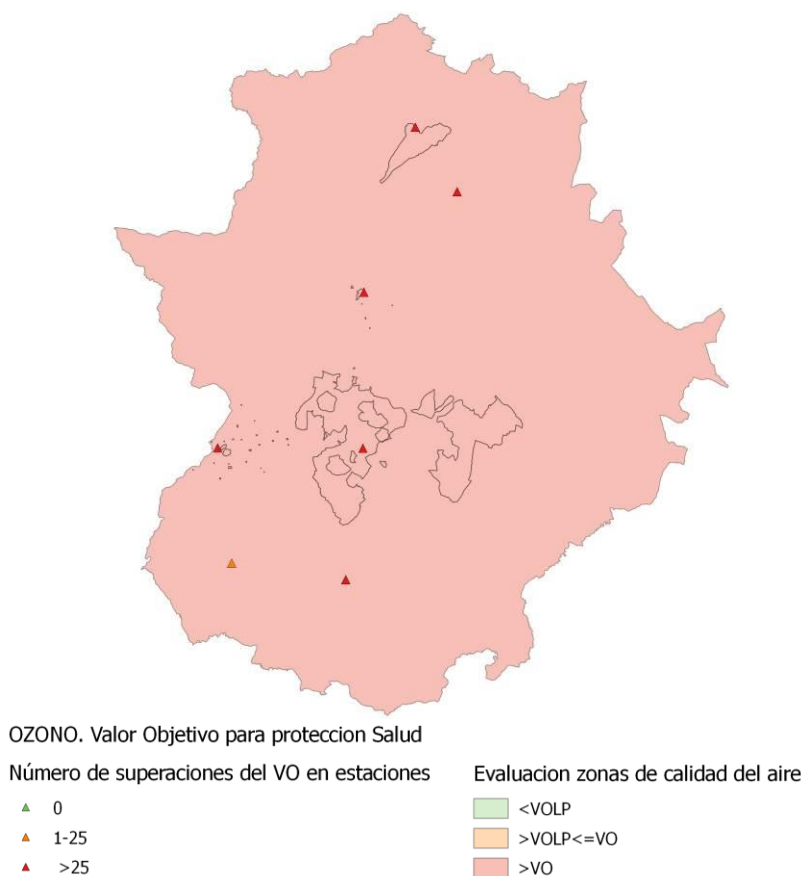 OZONO. Valor Objetivo para proteccion Salud
Número de superaciones del VO en estaciones
0
1-25
>25
Evaluacion zonas de calidad del aire
<VOLP
>VOLP<=VO
>VO